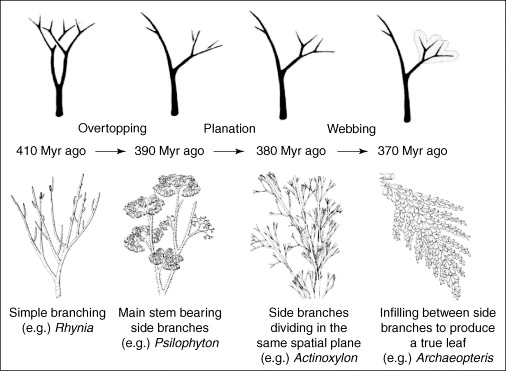 Overtopping Planation Webbing
410 Myr ago 390 Myr ago 380 Myr ago 370 Myr ago
Simple branching
(e.g.) Rhynia
Main stem bearing
side branches
(e.g.) Psilophyton
Side branches
dividing in the
same spatial plane
(e.g.) Actinoxylon
Infilling between side
branches to produce
a true leaf
(e.g.) Archaeopteris